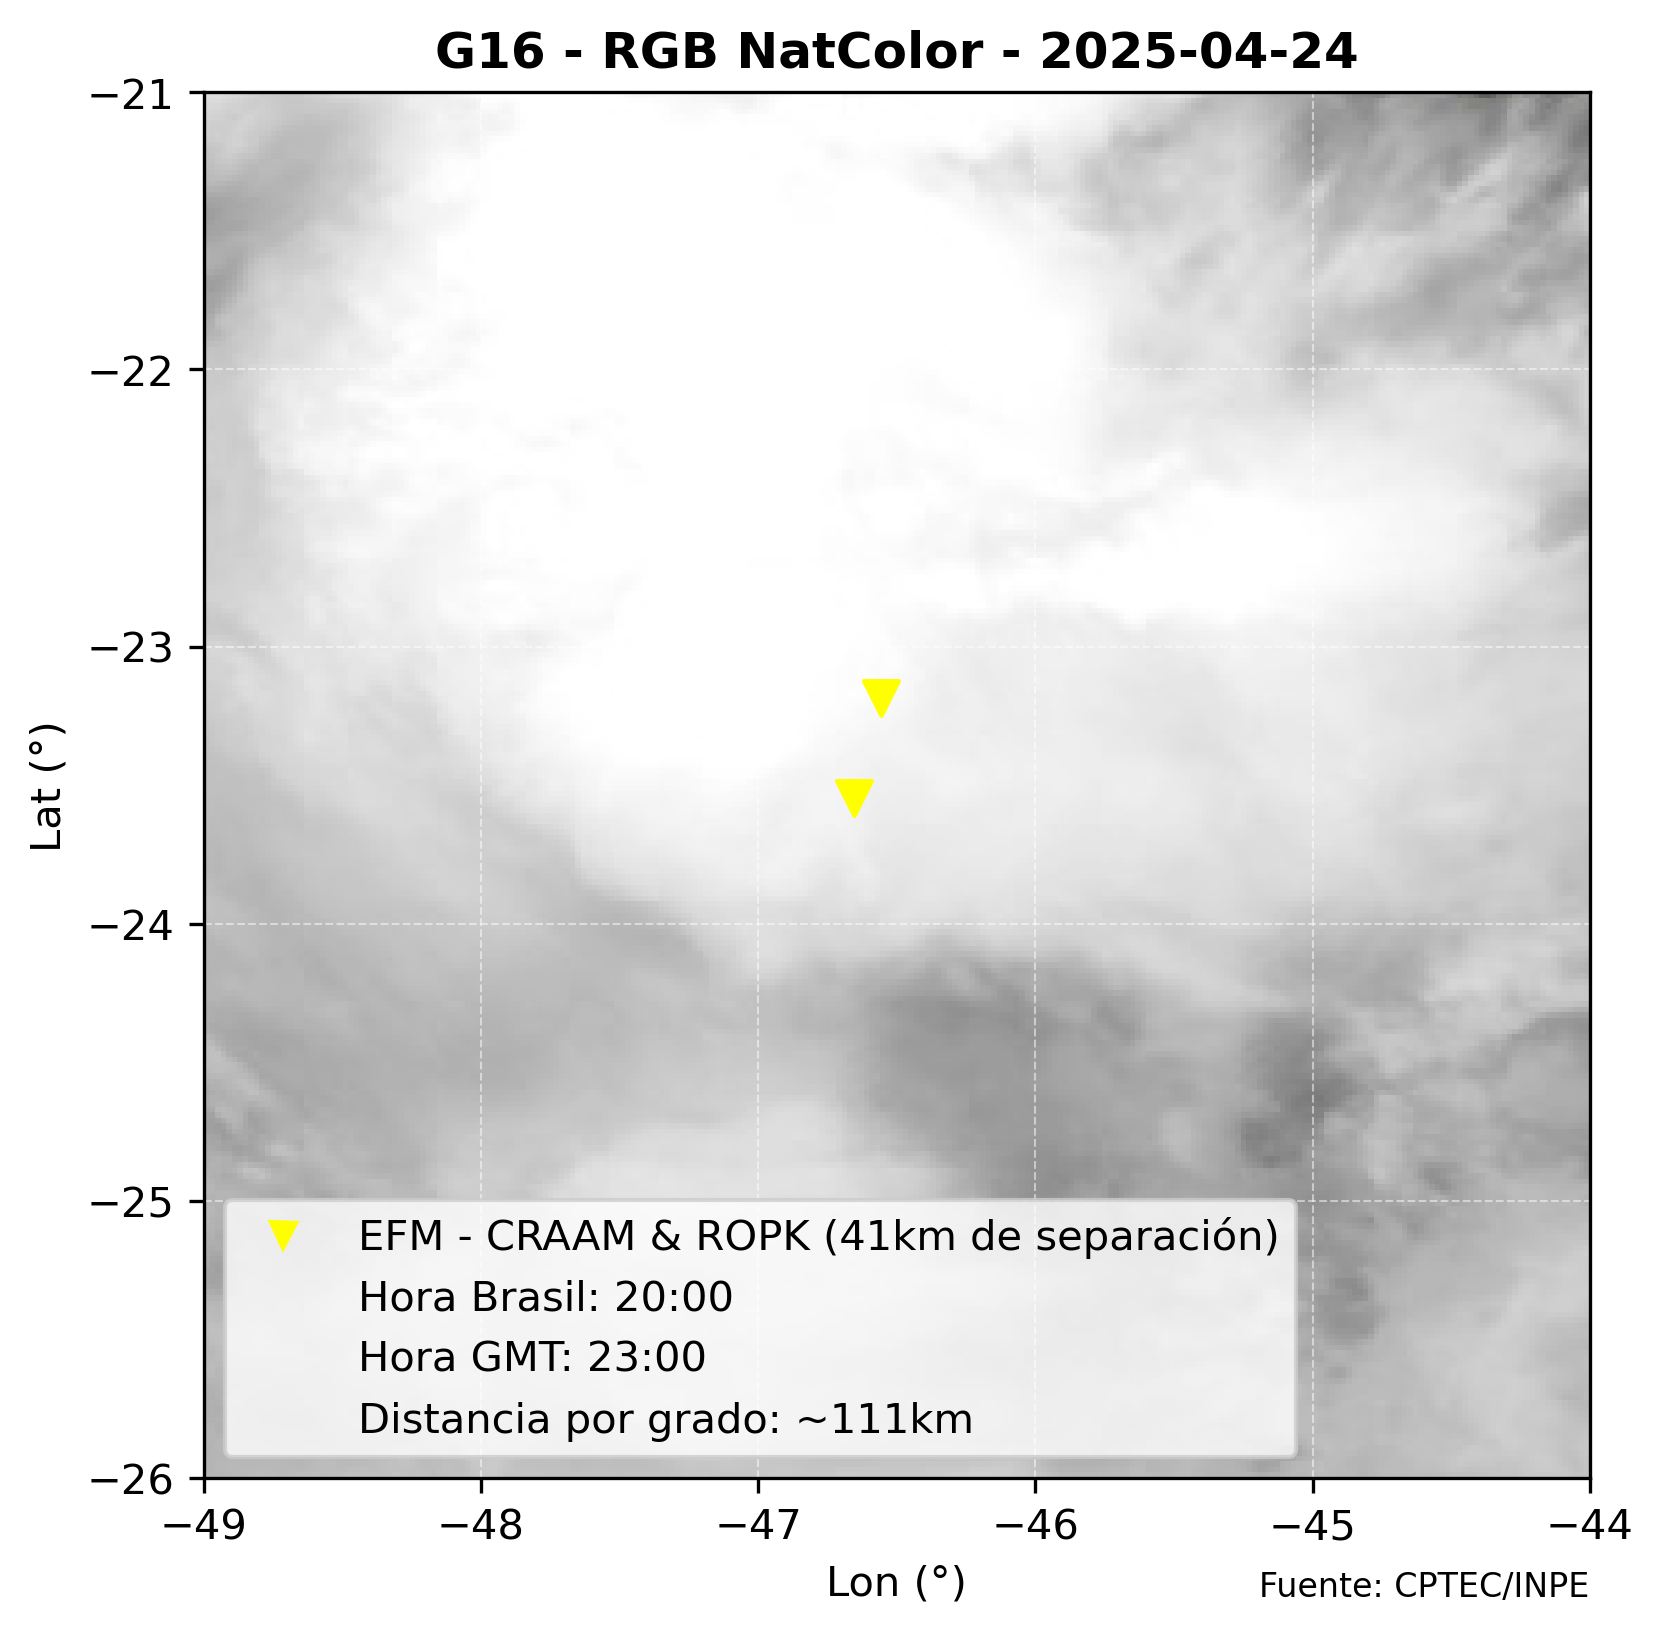 G16 - RGB NatColor - 2025-04-24
−21
−22
−23
−24
−25
−26
Lat (°)
EFM - CRAAM & ROPK (41km de separación)
Hora Brasil: 20:00
Hora GMT: 23:00
Distancia por grado: ~111km
−49
−48
−47
−46
−45
−44
Lon (°)
Fuente: CPTEC/INPE